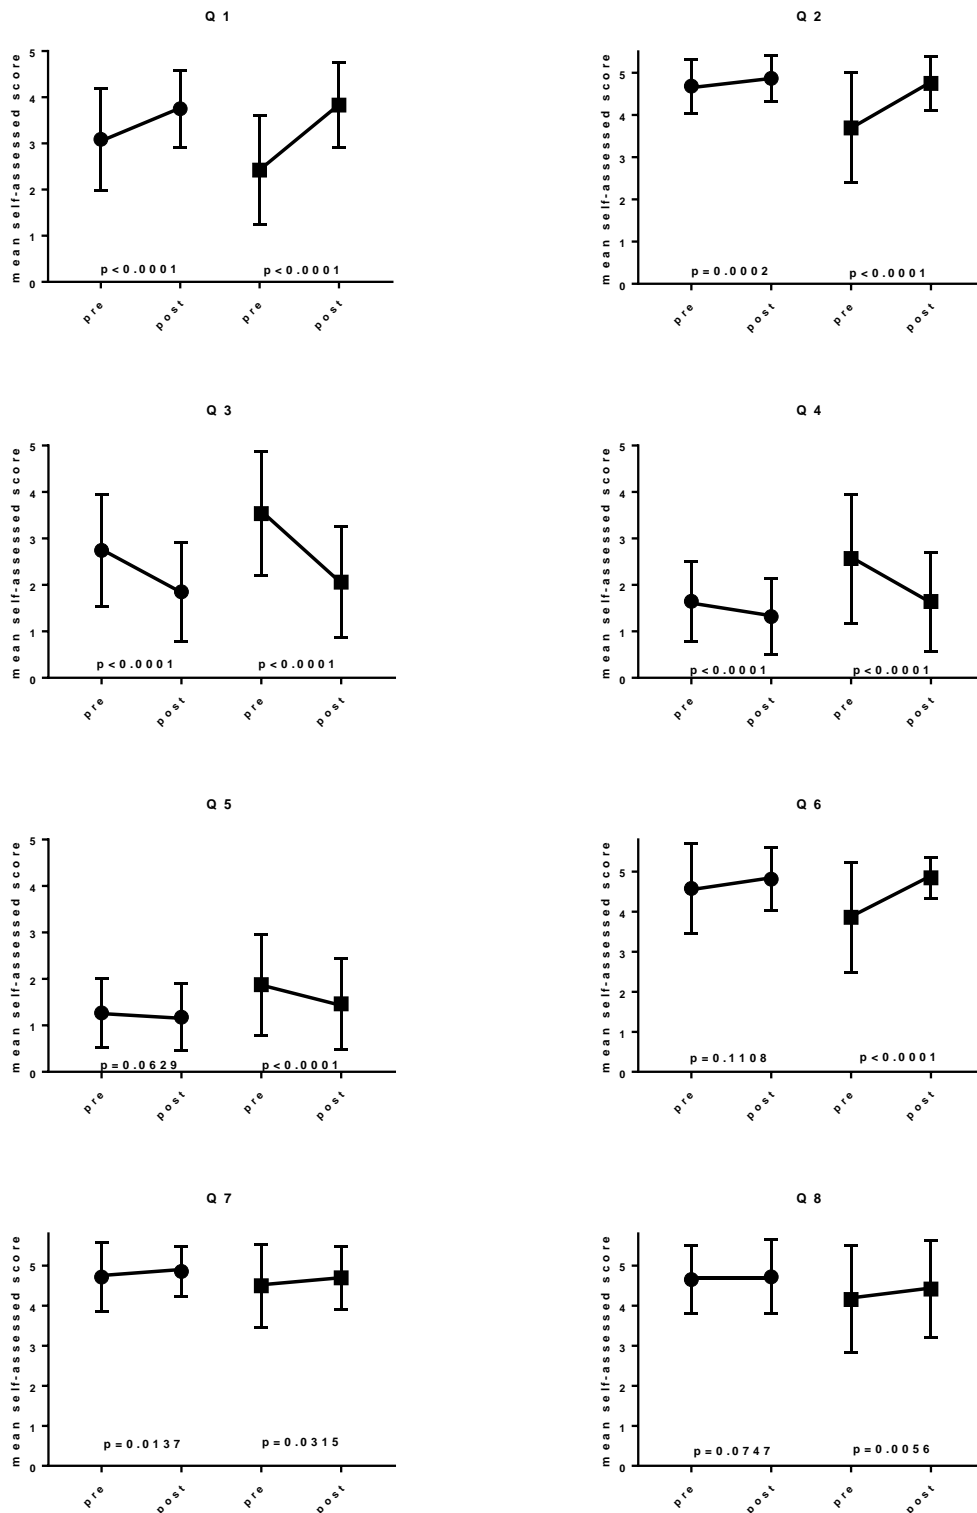 Q 1
mean self-assessed score
5
4
3
2
1
0
p<0.0001 p<0.0001
pre post pre post
Q 2
mean self-assessed score
5
4
3
2
1
0
p=0.0002 p<0.0001
pre post pre post
Q 3
mean self-assessed score
5
4
3
2
1
0
p<0.0001 p<0.0001
pre post pre post
Q 4
mean self-assessed score
5
4
3
2
1
0
p<0.0001 p<0.0001
pre post pre post
Q 5
mean self-assessed score
5
4
3
2
1
0
p=0.0629 p<0.0001
pre post pre post
Q 6
mean self-assessed score
5
4
3
2
1
0
p=0.1108 p<0.0001
pre post pre post
Q 7
mean self-assessed score
5
4
3
2
1
0
p=0.0137 p=0.0315
pre post pre post
Q 8
mean self-assessed score
5
4
3
2
1
0
p=0.0747 p=0.0056
pre post pre post